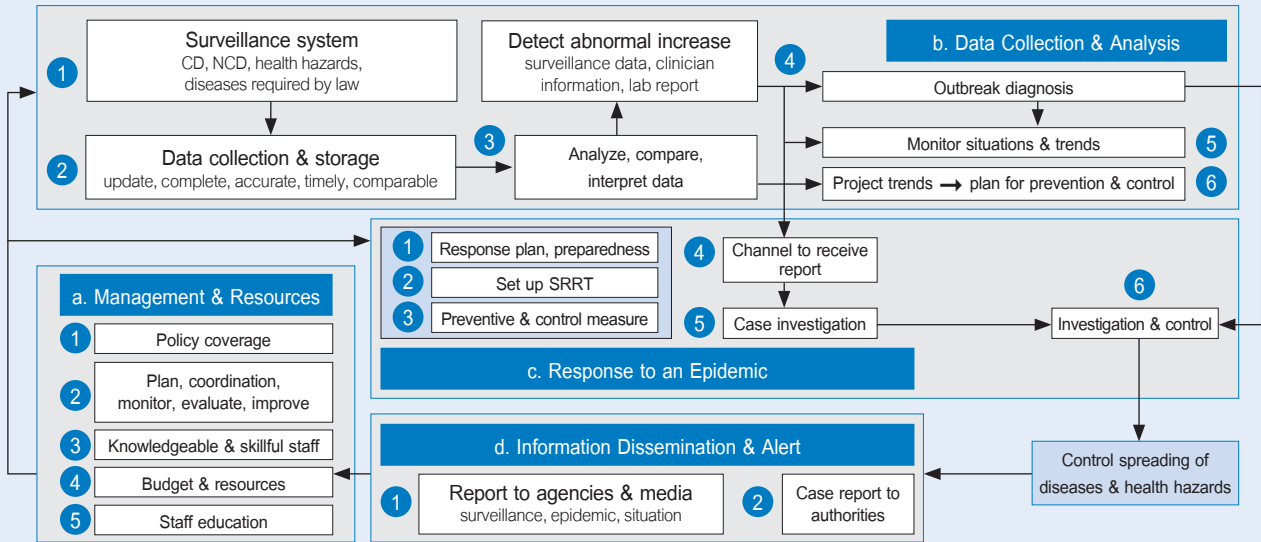 b. Data Collection & Analysis
1
Surveillance system
CD, NCD, health hazards,
diseases required by law
2
Data collection & storage
update, complete, accurate, timely, comparable
3
Analyze, compare,
interpret data
Detect abnormal increase
surveillance data, clinician
information, lab report
4
Outbreak diagnosis
Monitor situations & trends
5
Project trends → plan for prevention & control
6
1
Response plan, preparedness
2
Set up SRRT
3
Preventive & control measure
4
Channel to receive
report
5
Case investigation
6
Investigation & control
c. Response to an Epidemic
a. Management & Resources
1
Policy coverage
2
Plan, coordination,
monitor, evaluate, improve
3
Knowledgeable & skillful staff
4
Budget & resources
5
Staff education
d. Information Dissemination & Alert
1
Report to agencies & media
surveillance, epidemic, situation
2
Case report to
authorities
Control spreading of
diseases & health hazards